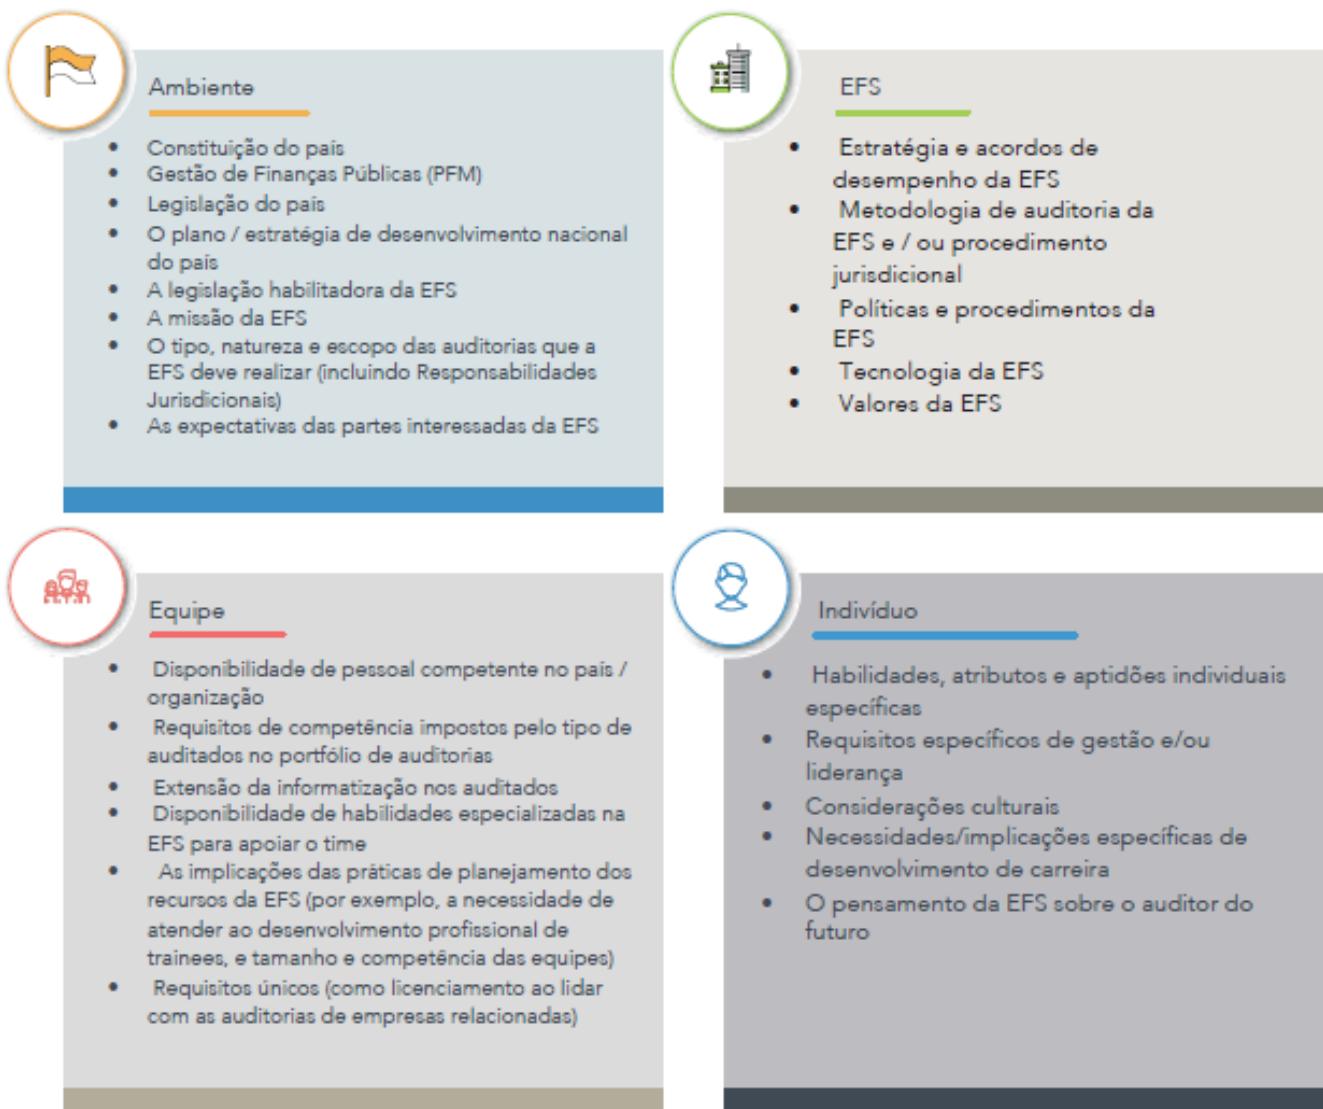 Ambiente
• Constituição do país
• Gestão de Finanças Públicas (PFM)
• Legislação do país
• O plano / estratégia de desenvolvimento nacional
do país
• A legislação habilitadora da EFS
• A missão da EFS
• O tipo, natureza e escopo das auditorias que a
EFS deve realizar (incluindo Responsabilidades
Jurisdicionais)
• As expectativas das partes interessadas da EFS
EFS
• Estratégia e acordos de
desempenho da EFS
• Metodologia de auditoria da
EFS e / ou procedimento
jurisdicional
• Políticas e procedimentos da
EFS
• Tecnologia da EFS
• Valores da EFS
Equipe
• Disponibilidade de pessoal competente no país /
organização
• Requisitos de competência impostos pelo tipo de
auditados no portfólio de auditorias
• Extensão da informatização nos auditados
• Disponibilidade de habilidades especializadas na
EFS para apoiar o time
• As implicações das práticas de planejamento dos
recursos da EFS (por exemplo, a necessidade de
atender ao desenvolvimento profissional de
trainees, e tamanho e competência das equipes)
• Requisitos únicos (como licenciamento ao lidar
com as auditorias de empresas relacionadas)
Indivíduo
• Habilidades, atributos e aptidões individuais
específicas
• Requisitos específicos de gestão e/ou
liderança
• Considerações culturais
• Necessidades/implicações específicas de
desenvolvimento de carreira
• O pensamento da EFS sobre o auditor do
futuro